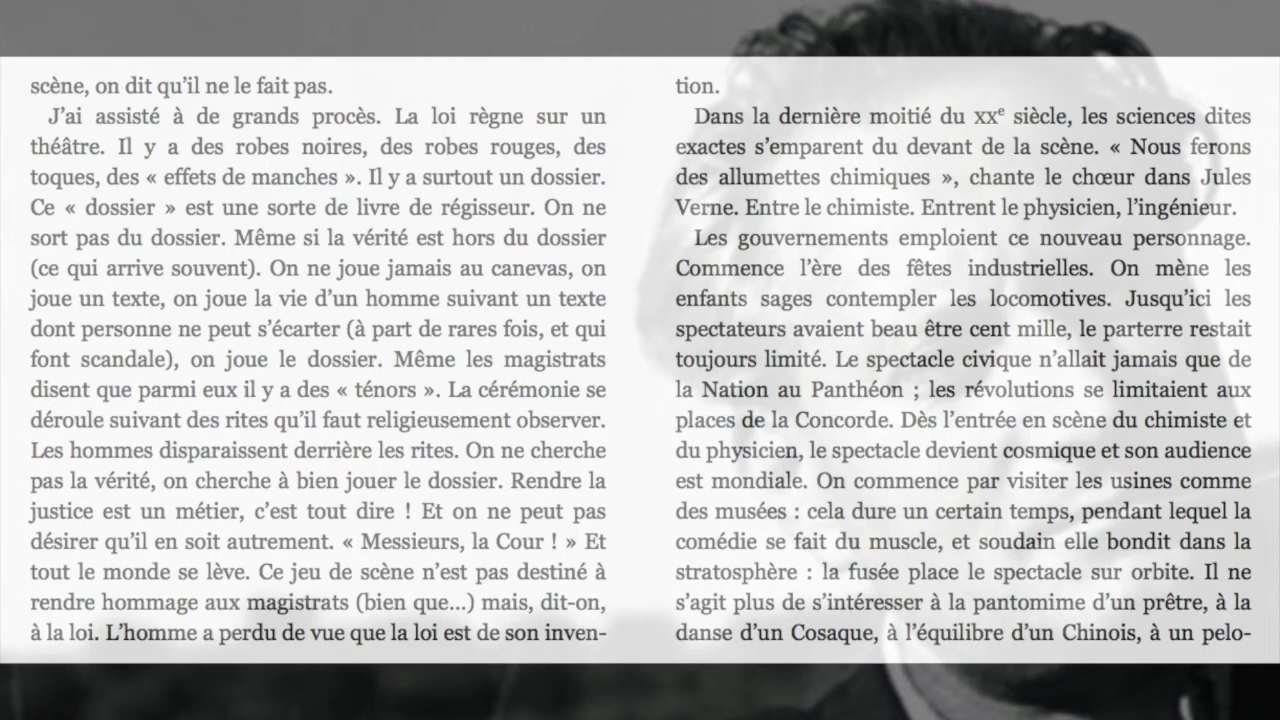 scène, on dit qu’il ne le fait pas.
J’ai assisté à de grands procès. La loi règne sur un
théâtre. Il y a des robes noires, des robes rouges, des
toques, des « effets de manches ». Il y a surtout un dossier.
Ce « dossier » est une sorte de livre de régisseur. On ne
sort pas du dossier. Même si la vérité est hors du dossier
(ce qui arrive souvent). On ne joue jamais au canevas, on
joue un texte, on joue la vie d’un homme suivant un texte
dont personne ne peut s’écarter (à part de rares fois, et qui
font scandale), on joue le dossier. Même les magistrats
disent que parmi eux il y a des « ténors ». La cérémonie se
déroule suivant des rites qu’il faut religieusement observer.
Les hommes disparaissent derrière les rites. On ne cherche
pas la vérité, on cherche à bien jouer le dossier. Rendre la
justice est un métier, c’est tout dire ! Et on ne peut pas
désirer qu’il en soit autrement. « Messieurs, la Cour ! » Et
tout le monde se lève. Ce jeu de scène n’est pas destiné à
rendre hommage aux magistrats (bien que...) mais, dit-on,
à la loi. L’homme a perdu de vue que la loi est de son inven-
tion.
Dans la dernière moitié du XXe siècle, les sciences dites
exactes s’emparent du devant de la scène. « Nous ferons
des allumettes chimiques », chante le chœur dans Jules
Verne. Entre le chimiste. Entrent le physicien, l’ingénieur.
Les gouvernements emploient ce nouveau personnage.
Commence l’ère des fêtes industrielles. On mène les
enfants sages contempler les locomotives. Jusqu’ici les
spectateurs avaient beau être cent mille, le parterre restait
toujours limité. Le spectacle civique n’allait jamais que de
la Nation au Panthéon ; les révolutions se limitaient aux
places de la Concorde. Dès l’entrée en scène du chimiste et
du physicien, le spectacle devient cosmique et son audience
est mondiale. On commence par visiter les usines comme
des musées : cela dure un certain temps, pendant lequel la
comédie se fait du muscle, et soudain elle bondit dans la
stratosphère : la fusée place le spectacle sur orbite. Il ne
s’agit plus de s’intéresser à la pantomime d’un prêtre, à la
danse d’un Cosaque, à l’équilibre d’un Chinois, à un pelo-